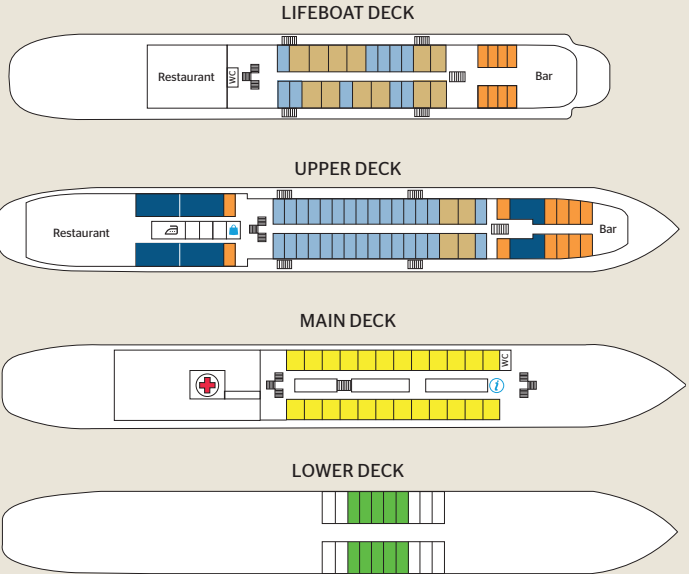 LIFEBOAT DECK
Restaurant
WC
Bar
UPPER DECK
Restaurant
Bar
MAIN DECK
WC
i
LOWER DECK